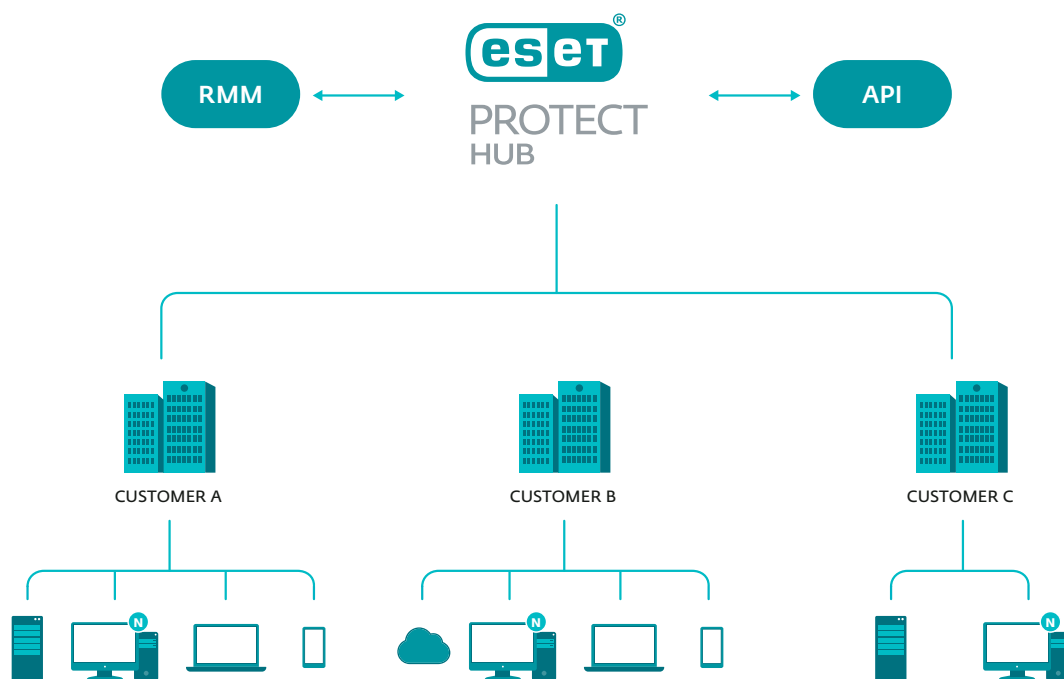 eset
®
RMM
API
PROTECT
HUB
CUSTOMER A
CUSTOMER B
CUSTOMER C
N
N
N